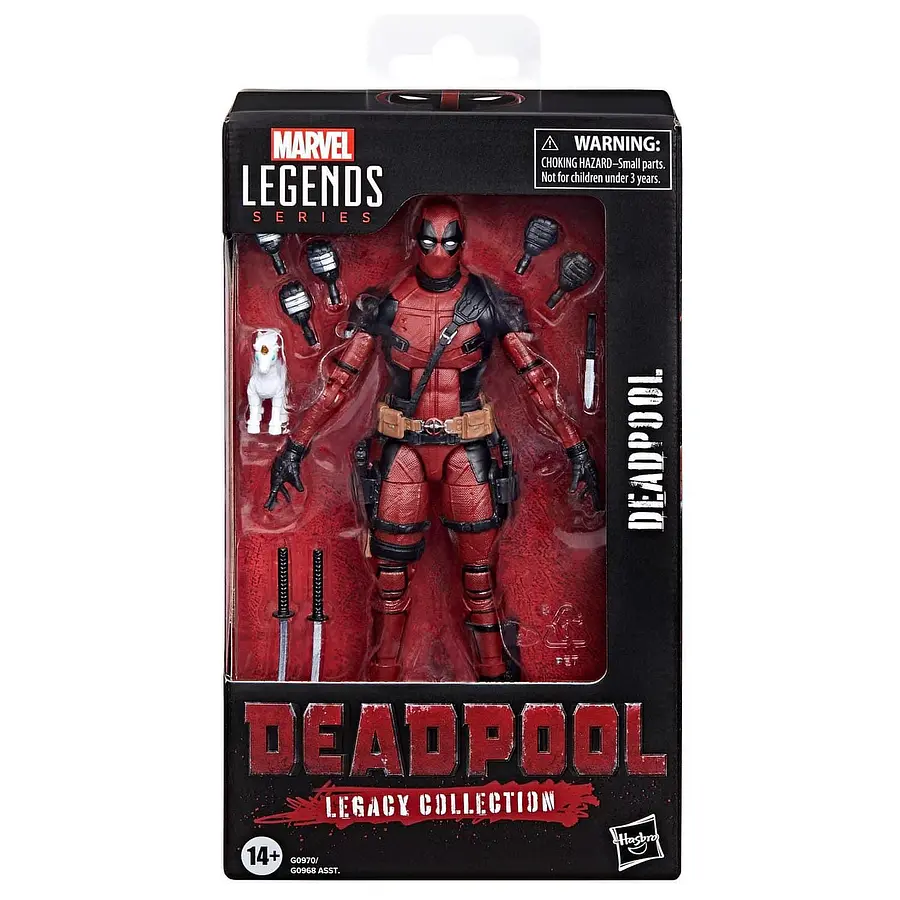 MARVEL
LEGENDS
SERIES
WARNING:
CHOKING HAZARD–Small parts.
Not for children under 3 years.
DEADPOOL
PET
DEADPOOL
LEGACY COLLECTION
14+
G0970/
G0968 ASST.
Hasbro